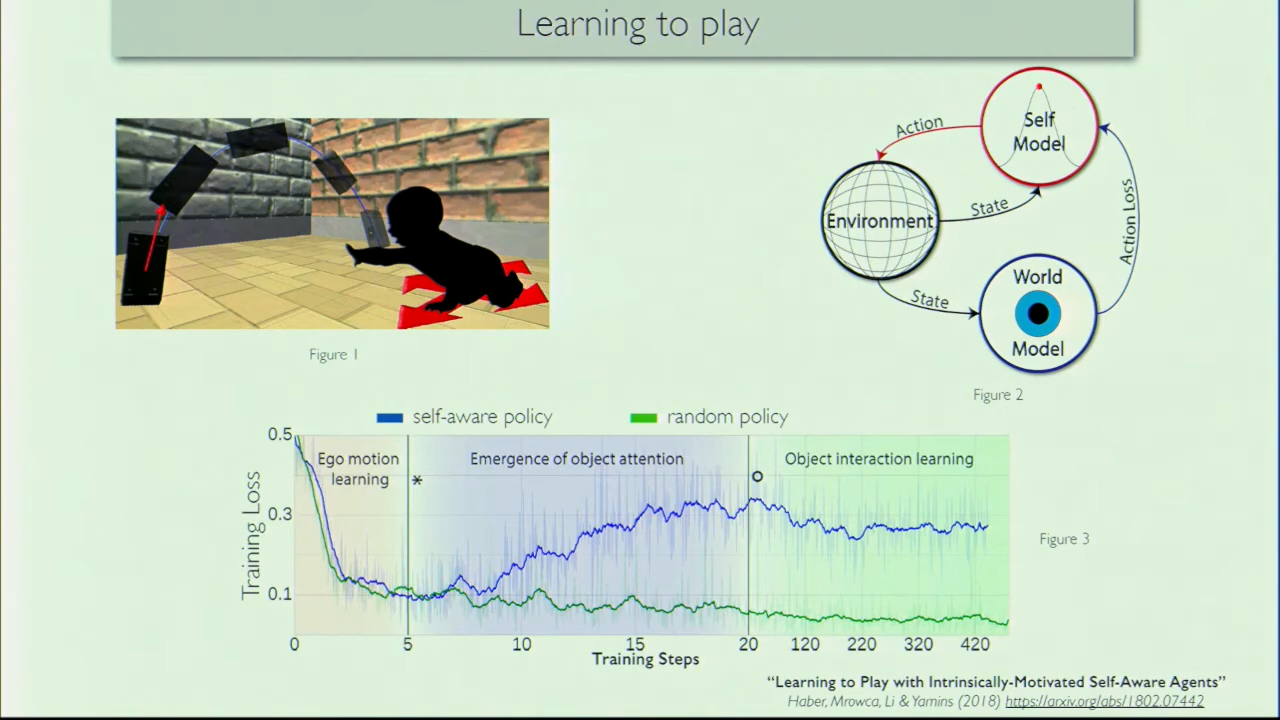 Learning to play
Figure 1
Action
Self
Model
Environment
State
State
World
Model
Action Loss
Figure 2
self-aware policy
random policy
Training Loss
0.5
0.3
0.1
Ego motion
learning
*
Emergence of object attention
Object interaction learning
0 5 10 15 20 120 220 320 420
Training Steps
Figure 3
“Learning to Play with Intrinsically-Motivated Self-Aware Agents”
Haber, Mrowca, Li & Yamins (2018) https://arxiv.org/abs/1802.07442